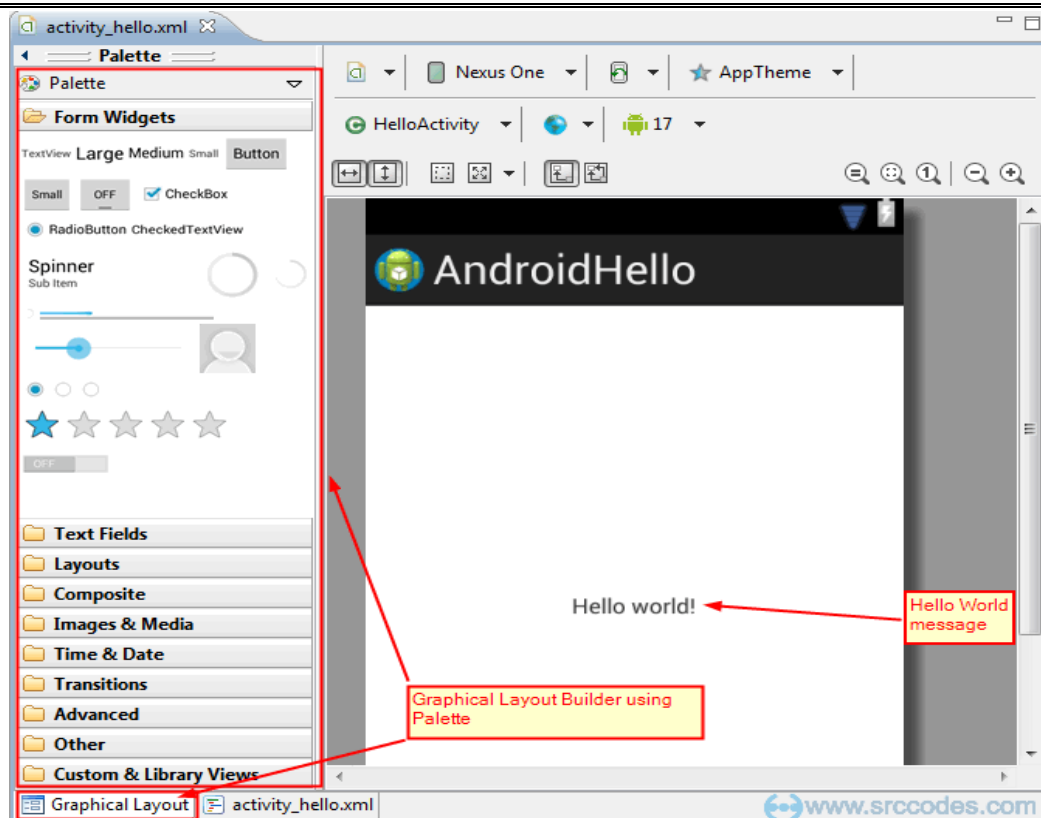 activity_hello.xml
Palette
Palette
Form Widgets
TextView Large Medium Small Button
Small OFF CheckBox
RadioButton CheckedTextView
Spinner
Sub Item
OFF
Text Fields
Layouts
Composite
Images & Media
Time & Date
Transitions
Advanced
Other
Custom & Library Views
Graphical Layout activity_hello.xml
Nexus One AppTheme
HelloActivity 17
1
AndroidHello
Hello world!
Hello World
message
Graphical Layout Builder using
Palette
www.srccodes.com